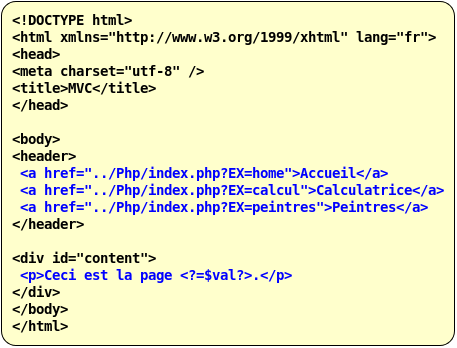 <!DOCTYPE html>
<html xmlns="http://www.w3.org/1999/xhtml" lang="fr">
<head>
<meta charset="utf-8" />
<title>MVC</title>
</head>

<body>
<header>
 <a href="../Php/index.php?EX=home">Accueil</a>
 <a href="../Php/index.php?EX=calcul">Calculatrice</a>
 <a href="../Php/index.php?EX=peintres">Peintres</a>
</header>

<div id="content">
 <p>Ceci est la page <?=$val?>.</p>
</div>
</body>
</html>